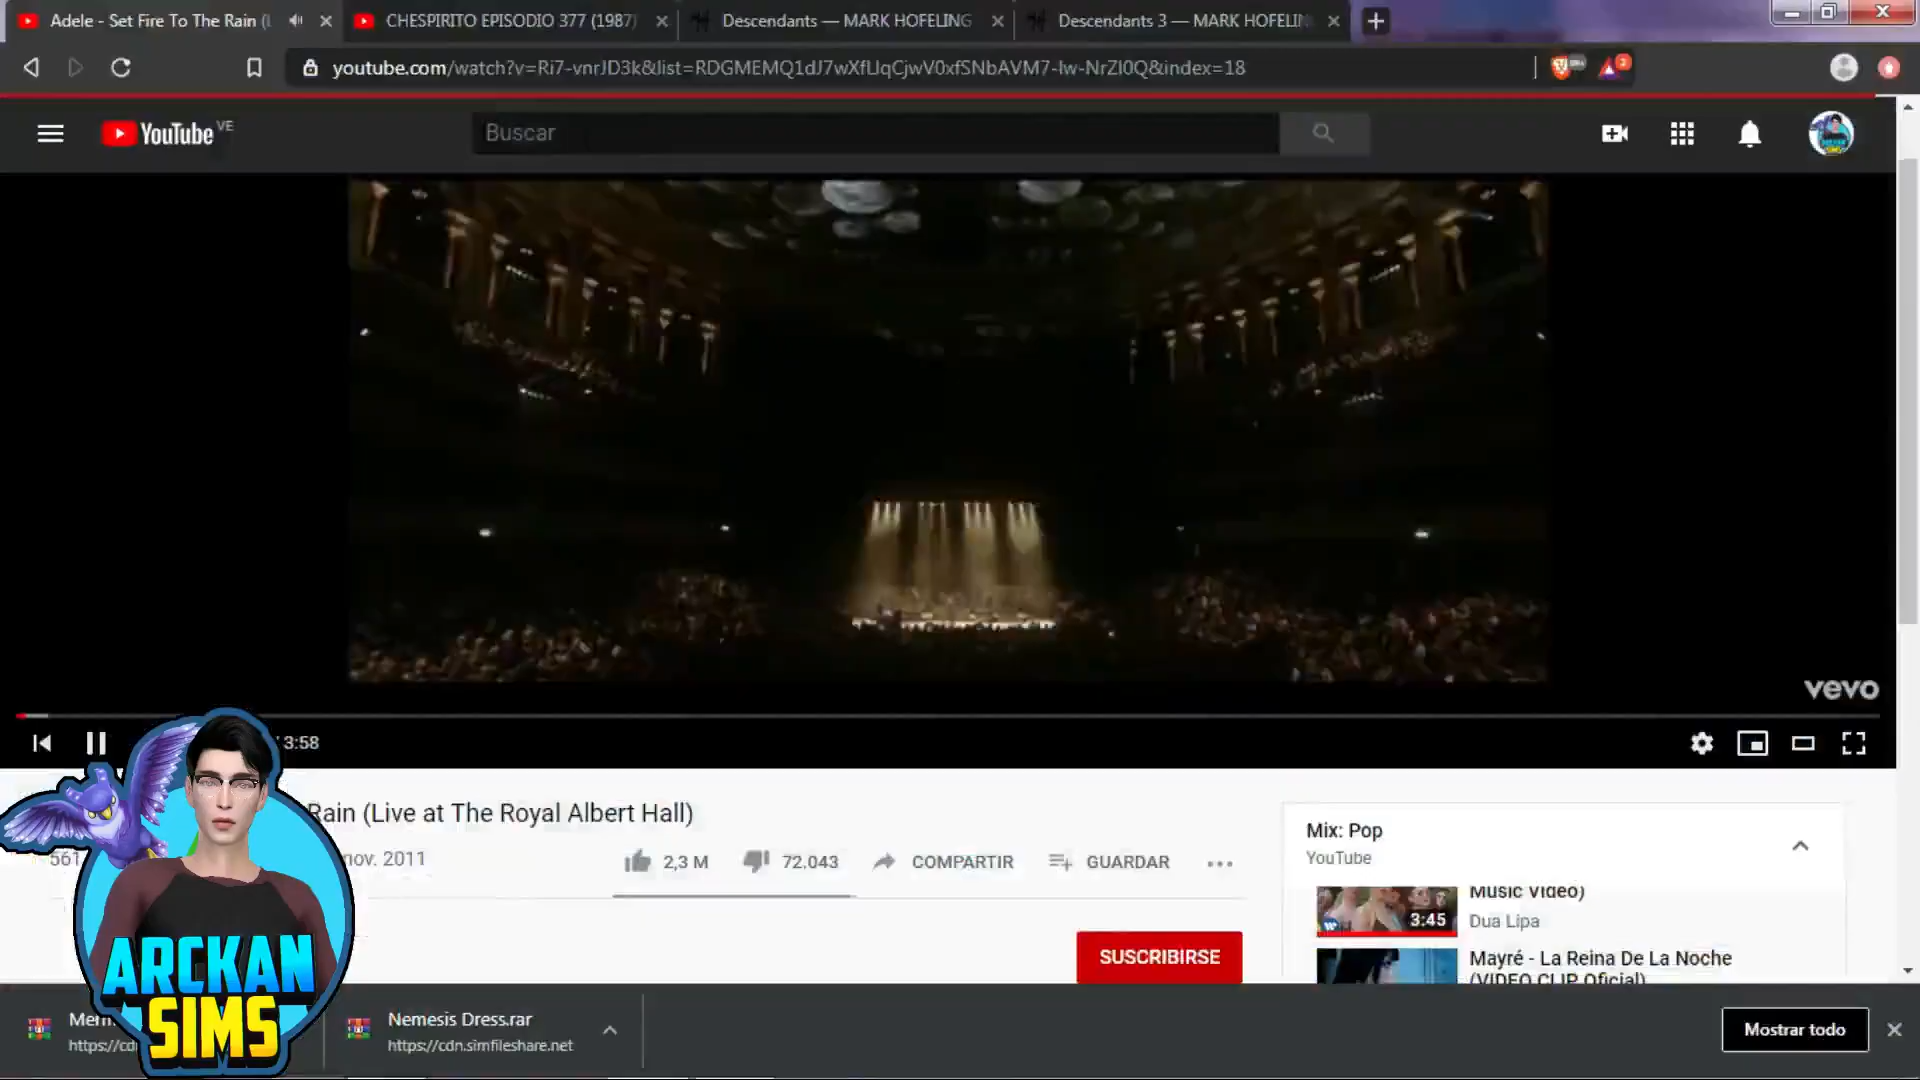 Adele - Set Fire To The Rain (
CHESPIRITO EPISODIO 377 (1987)
Descendants — MARK HOFELING
Descendants 3 — MARK HOFELIN
youtube.com/watch?v=Ri7-vnrJD3k&list=RDGMEMQ1dJ7wXfLlqCjwV0xfSNbAVM7-lw-NrZI0Q&index=18
YouTube VE
Buscar
vevo
/ 3:58
Rain (Live at The Royal Albert Hall)
561
nov. 2011
2,3 M
72.043
COMPARTIR
GUARDAR
SUSCRIBIRSE
Mix: Pop
YouTube
Music Video)
3:45
Dua Lipa
Mayré - La Reina De La Noche
(VIDEO CLIP Oficial)
ARCKAN
SIMS
Nemesis Dress.rar
https://cdn.simfileshare.net
Mostrar todo